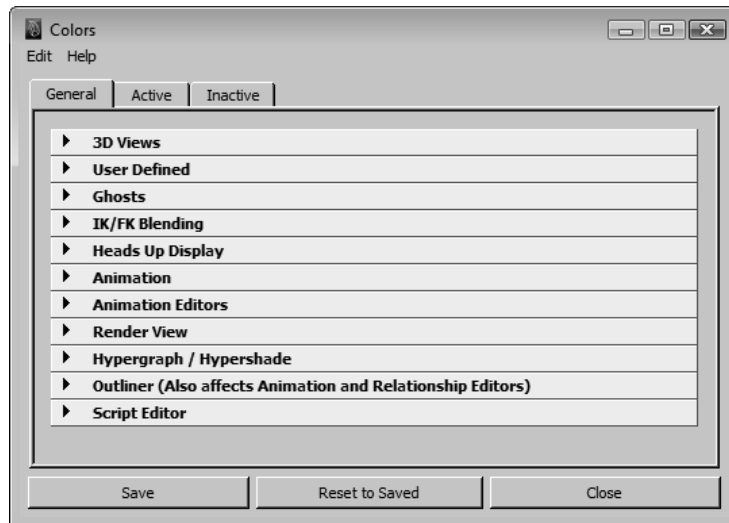 Colors
Edit Help
General Active Inactive
3D Views
User Defined
Ghosts
IK/FK Blending
Heads Up Display
Animation
Animation Editors
Render View
Hypergraph / Hypershade
Outliner (Also affects Animation and Relationship Editors)
Script Editor
Save Reset to Saved Close